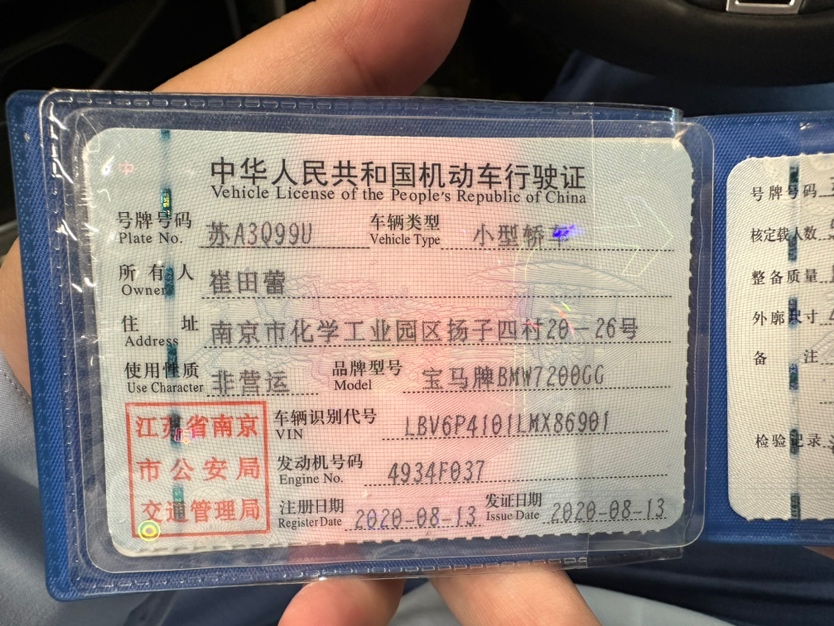 中华人民共和国机动车行驶证
Vehicle License of the People's Republic of China
号牌号码 苏A3Q99U 车辆类型 小型轿车
Plate No. Vehicle Type
所有人 崔田蕾
Owner
住址 南京市化学工业园区扬子四村20-26号
Address
使用性质 非营运 品牌型号 宝马牌BMW7200GG
Use Character Model
江苏省南京
市公安局
交通管理局
车辆识别代号 LBV6P4101LMX86901
VIN
发动机号码 4934F037
Engine No.
注册日期 2020-08-13 发证日期 2020-08-13
Register Date Issue Date
号牌号码
核定载人数
整备质量
外廓尺寸
备注
检验记录